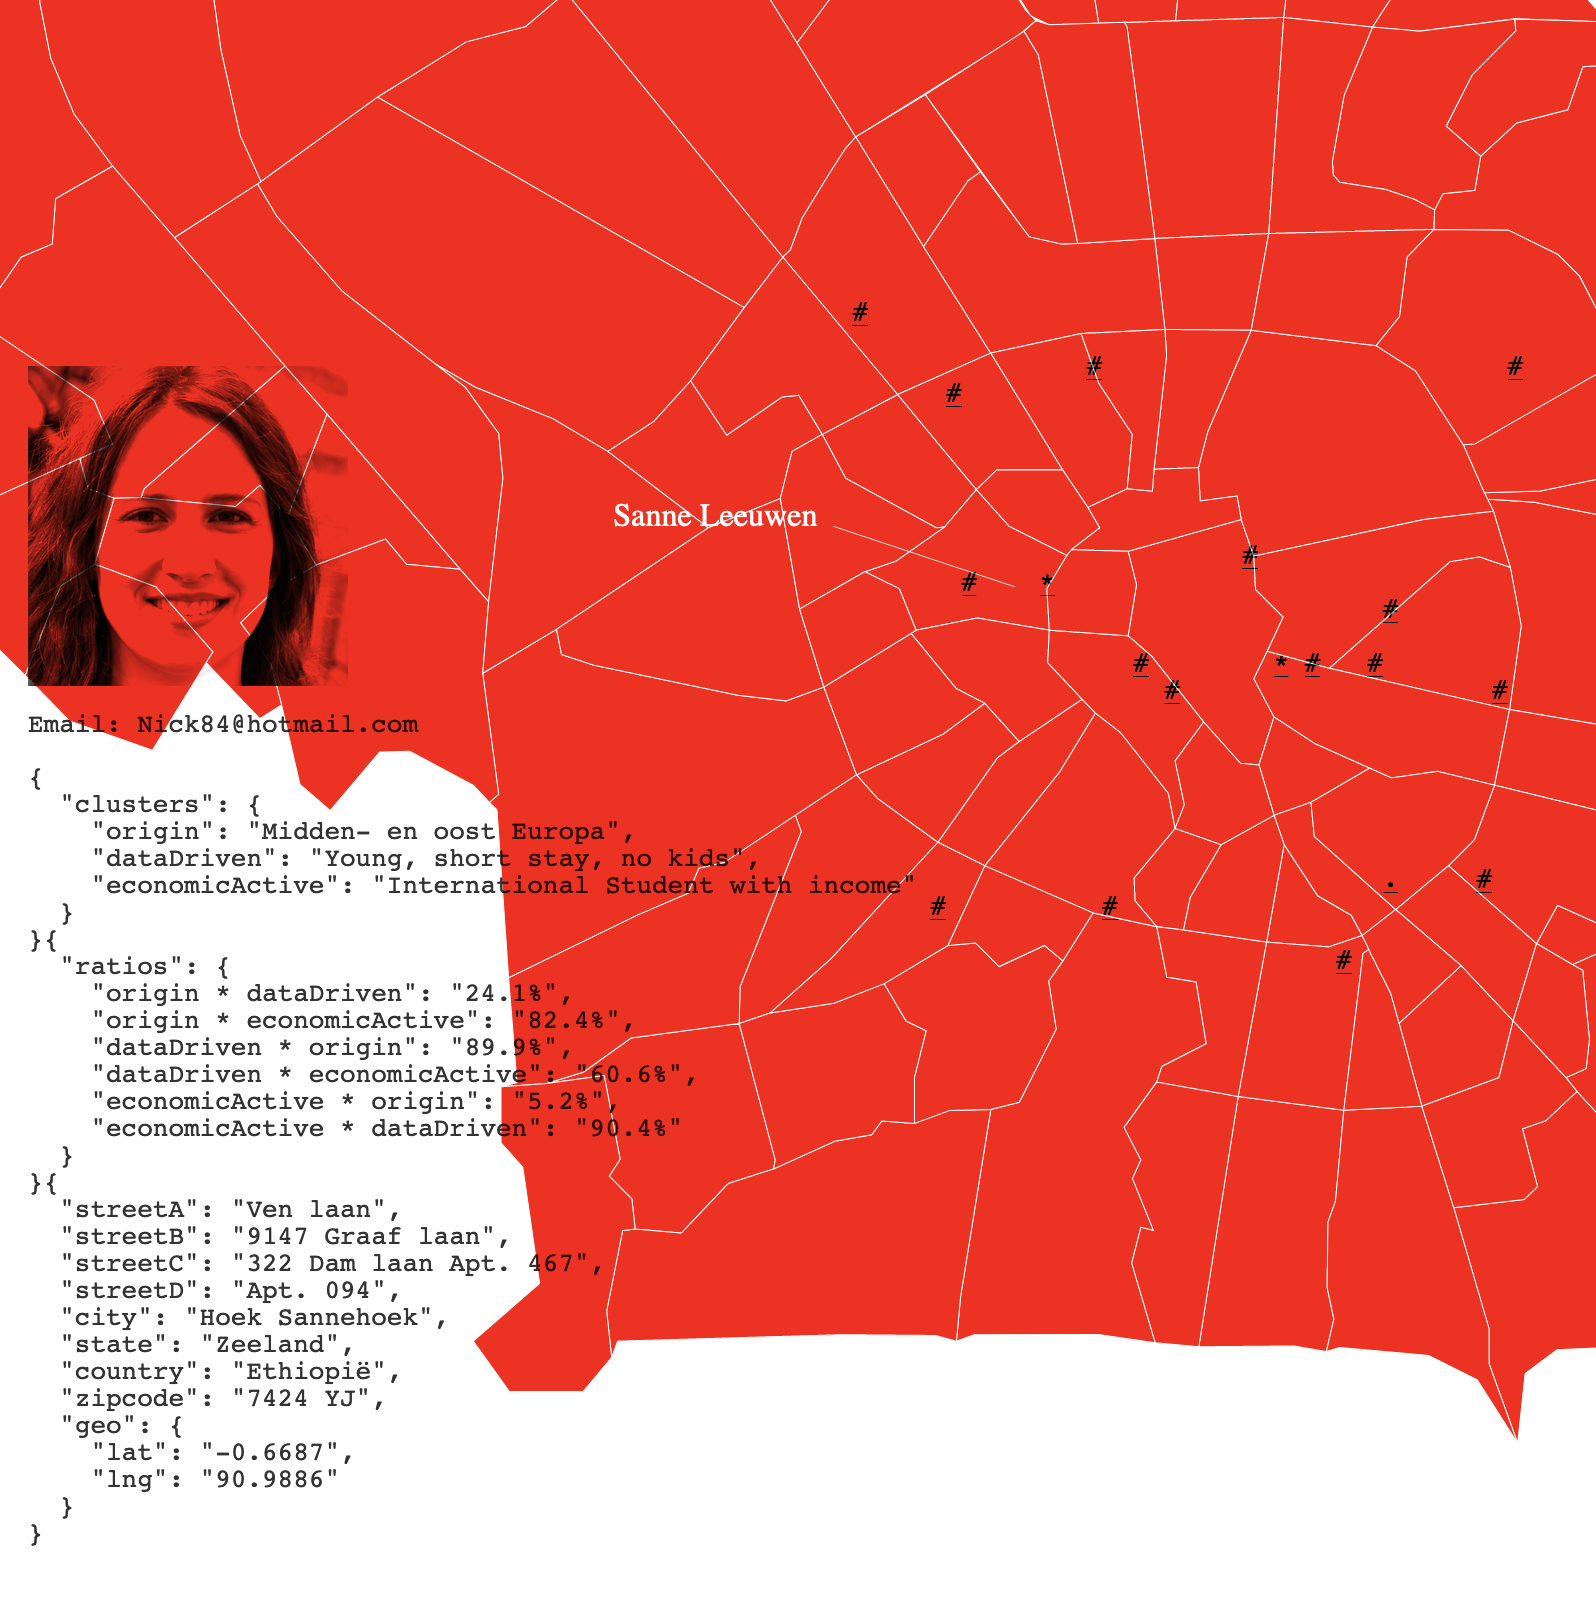 #
#
#
#
Sanne Leeuwen
#
#
*
#
#
#
*
#
#
#
#
Email: Nick84@hotmail.com
{
"clusters": {
"origin": "Midden- en oost Europa",
"dataDriven": "Young, short stay, no kids",
"economicActive": "International Student with income"
}
}{
"ratios": {
"origin * dataDriven": "24.1%",
"origin * economicActive": "82.4%",
"dataDriven * origin": "89.9%",
"dataDriven * economicActive": "60.6%",
"economicActive * origin": "5.2%",
"economicActive * dataDriven": "90.4%"
}
}{
"streetA": "Ven laan",
"streetB": "9147 Graaf laan",
"streetC": "322 Dam laan Apt. 467",
"streetD": "Apt. 094",
"city": "Hoek Sannehoek",
"state": "Zeeland",
"country": "Ethiopië",
"zipcode": "7424 YJ",
"geo": {
"lat": "-0.6687",
"lng": "90.9886"
}
}
.
#
#
#
#